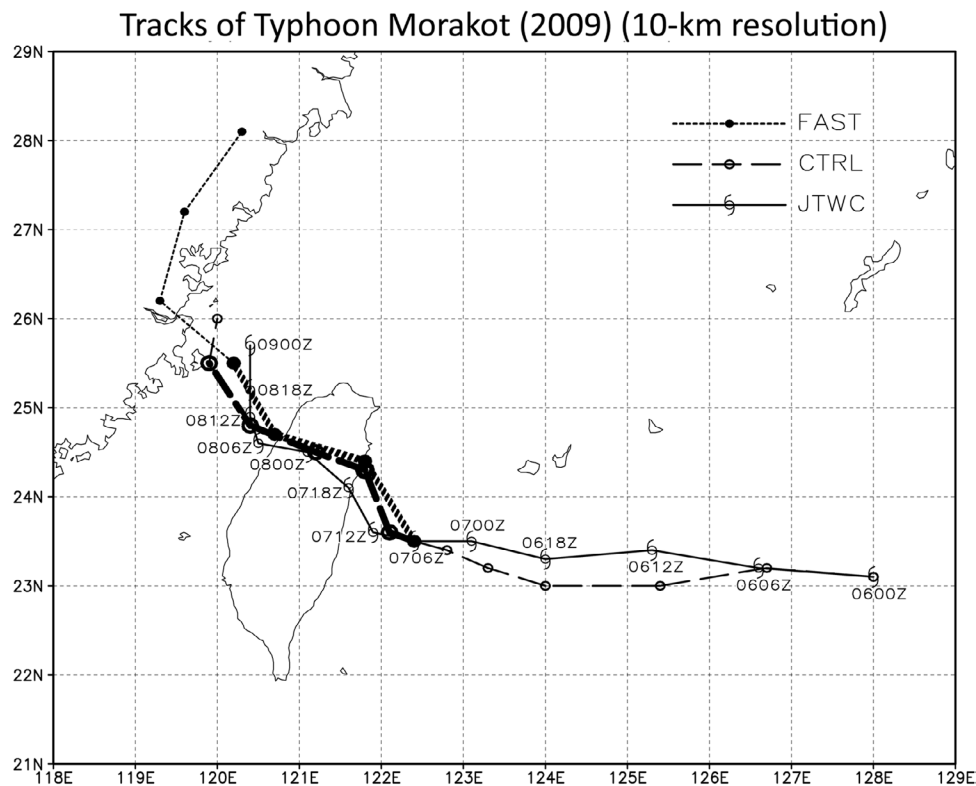 Tracks of Typhoon Morakot (2009) (10-km resolution)
29N
28N
27N
26N
25N
24N
23N
22N
21N
FAST
CTRL
JTWC
0900Z
0818Z
0812Z
0806Z
0800Z
0718Z
0712Z
0706Z
0700Z
0618Z
0612Z
0606Z
0600Z
118E 119E 120E 121E 122E 123E 124E 125E 126E 127E 128E 129E